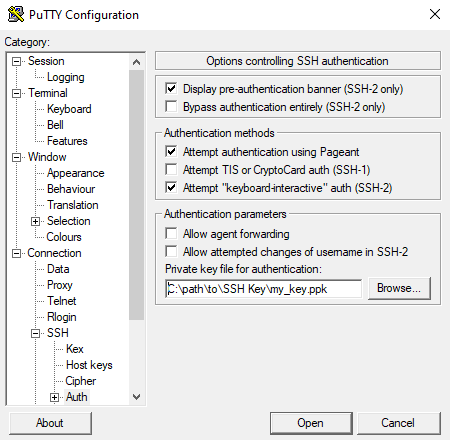 PuTTY Configuration
Category:
Session
Logging
Terminal
Keyboard
Bell
Features
Window
Appearance
Behaviour
Translation
Selection
Colours
Connection
Data
Proxy
Telnet
Rlogin
SSH
Kex
Host keys
Cipher
Auth
Options controlling SSH authentication
Display pre-authentication banner (SSH-2 only)
Bypass authentication entirely (SSH-2 only)
Authentication methods
Attempt authentication using Pageant
Attempt TIS or CryptoCard auth (SSH-1)
Attempt "keyboard-interactive" auth (SSH-2)
Authentication parameters
Allow agent forwarding
Allow attempted changes of username in SSH-2
Private key file for authentication:
C:\path\to\SSH Key\my_key.ppk
Browse...
About
Open
Cancel